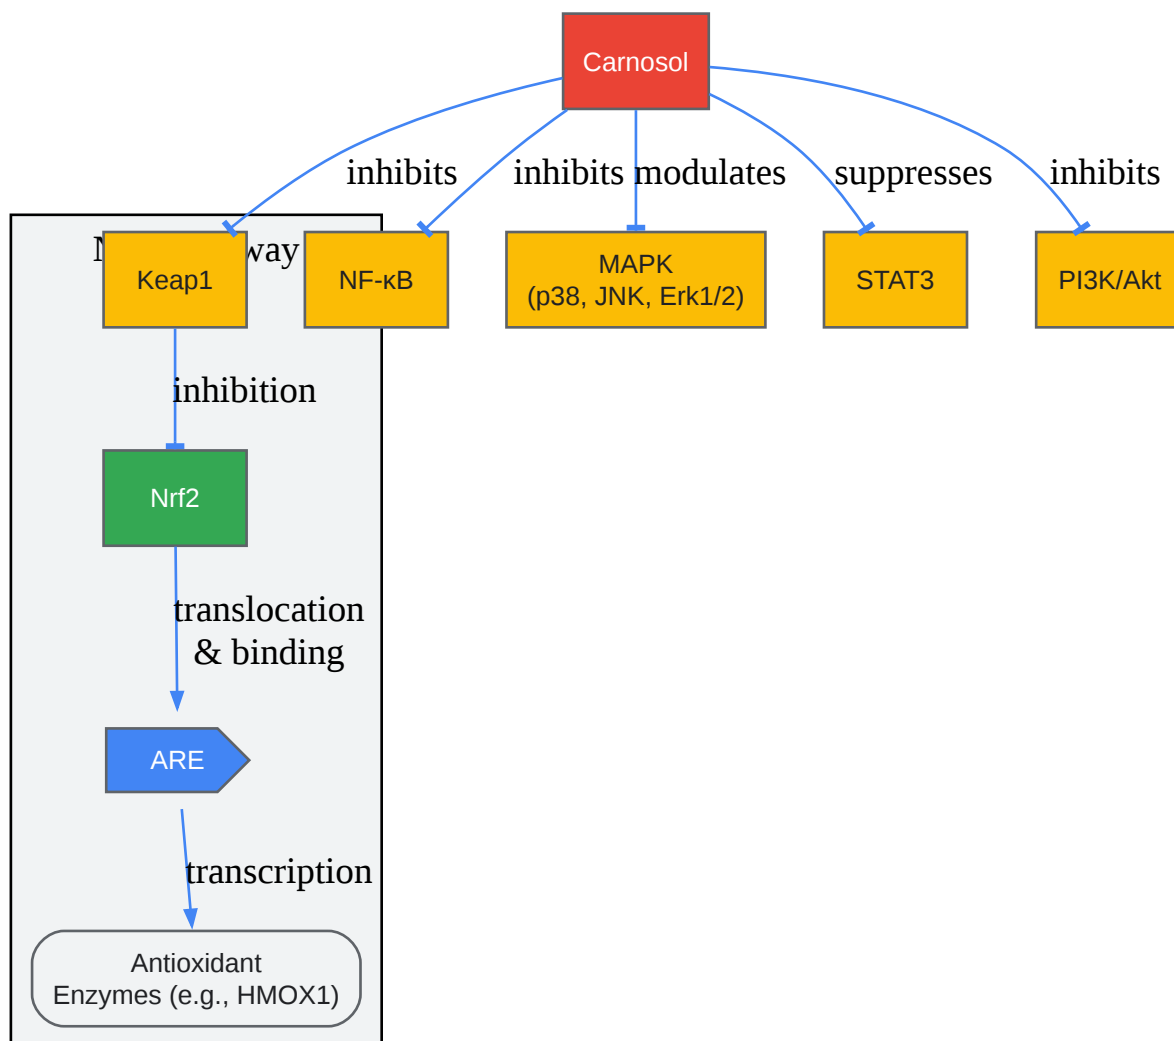 Carnosol
inhibits
inhibits
modulates
suppresses
inhibits
Keap1
NF-κB
MAPK
(p38, JNK, Erk1/2)
STAT3
PI3K/Akt
inhibition
Nrf2
translocation
& binding
ARE
transcription
Antioxidant
Enzymes (e.g., HMOX1)